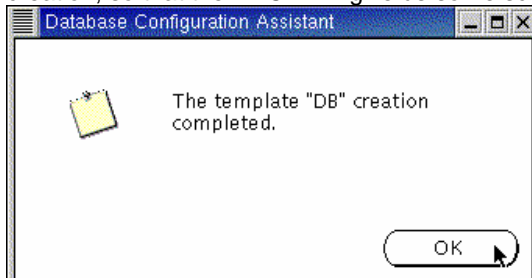 Database Configuration Assistant
The template "DB" creation
completed.
OK